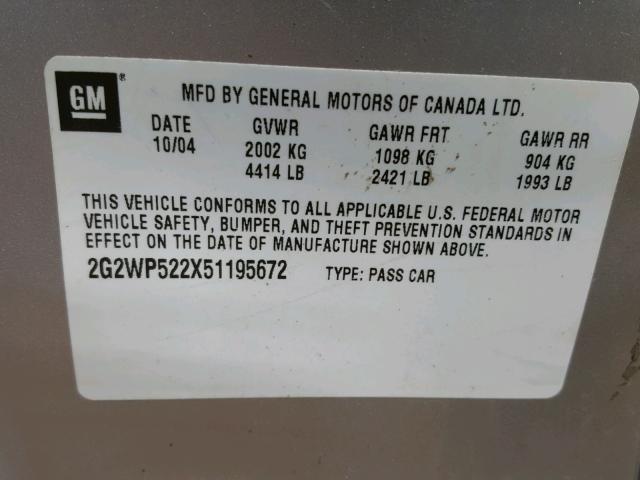 GM ®
MFD BY GENERAL MOTORS OF CANADA LTD.
DATE GVWR GAWR FRT GAWR RR
10/04 2002 KG 1098 KG 904 KG
4414 LB 2421 LB 1993 LB
THIS VEHICLE CONFORMS TO ALL APPLICABLE U.S. FEDERAL MOTOR
VEHICLE SAFETY, BUMPER, AND THEFT PREVENTION STANDARDS IN
EFFECT ON THE DATE OF MANUFACTURE SHOWN ABOVE.
2G2WP522X51195672 TYPE: PASS CAR